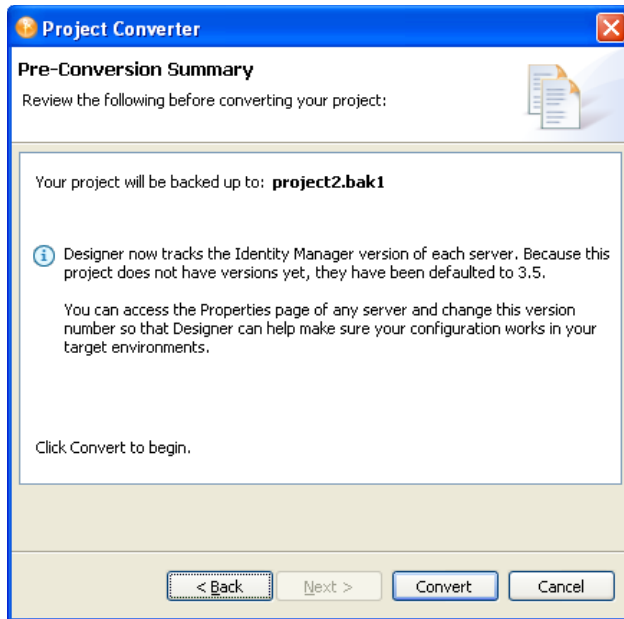 Project Converter
Pre-Conversion Summary
Review the following before converting your project:
Your project will be backed up to: project2.bak1
Designer now tracks the Identity Manager version of each server. Because this
project does not have versions yet, they have been defaulted to 3.5.
You can access the Properties page of any server and change this version
number so that Designer can help make sure your configuration works in your
target environments.
Click Convert to begin.
< Back
Next >
Convert
Cancel